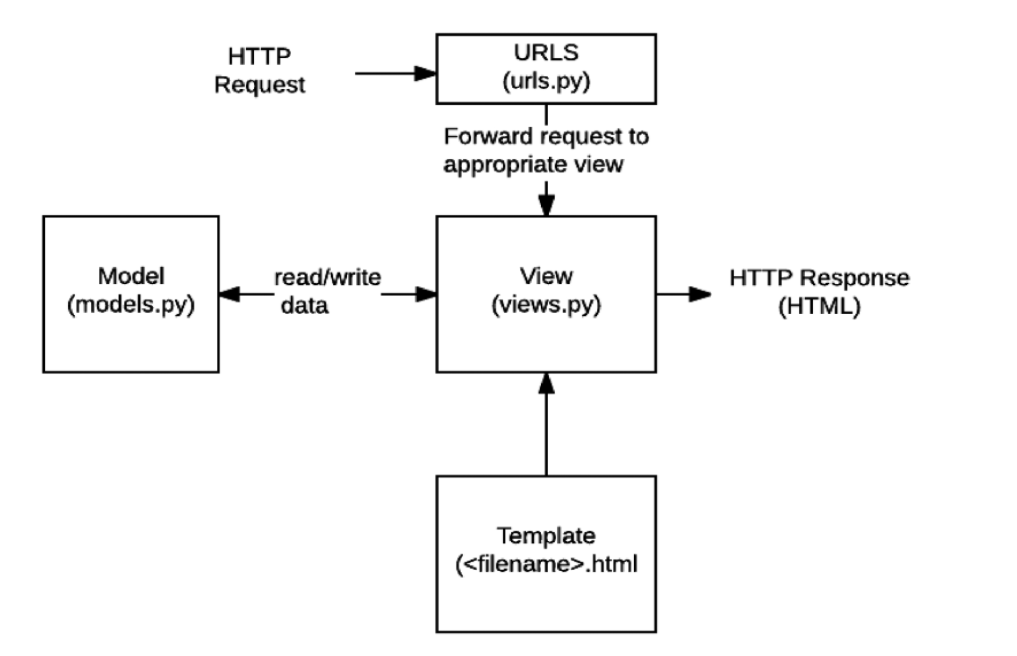 HTTP
Request
URLS
(urls.py)
Forward request to
appropriate view
Model
(models.py)
read/write
data
View
(views.py)
HTTP Response
(HTML)
Template
(<filename>.html